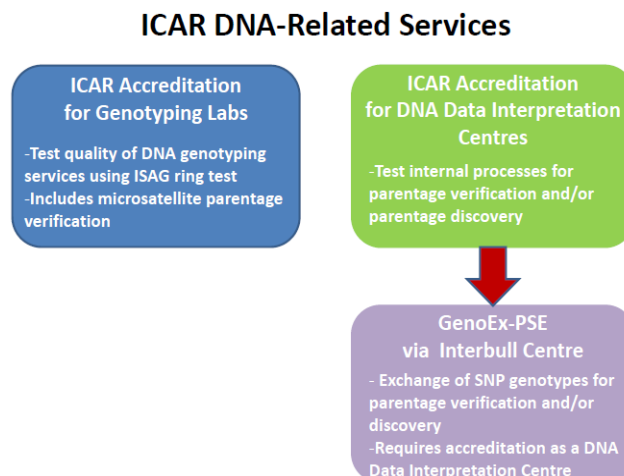 ICAR DNA-Related Services
ICAR Accreditation
for Genotyping Labs
-Test quality of DNA genotyping
services using ISAG ring test
-Includes microsatellite parentage
verification
ICAR Accreditation
for DNA Data Interpretation
Centres
-Test internal processes for
parentage verification and/or
parentage discovery
GenoEx-PSE
via Interbull Centre
- Exchange of SNP genotypes for
parentage verification and/or
discovery
-Requires accreditation as a DNA
Data Interpretation Centre